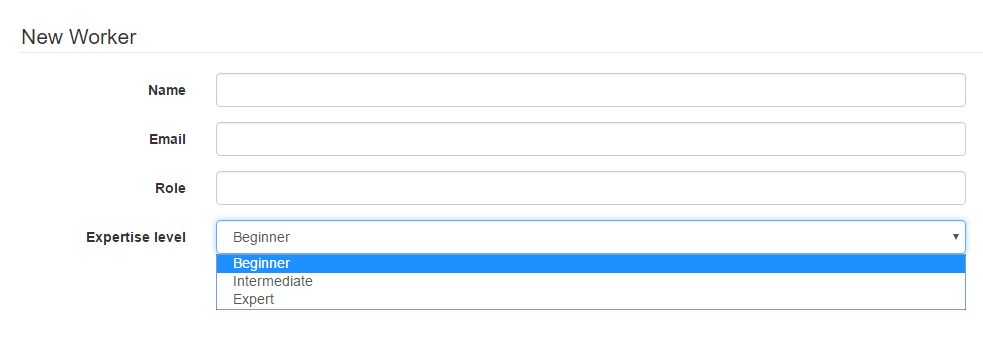 New Worker
Name
Email
Role
Expertise level
Beginner
Beginner
Intermediate
Expert